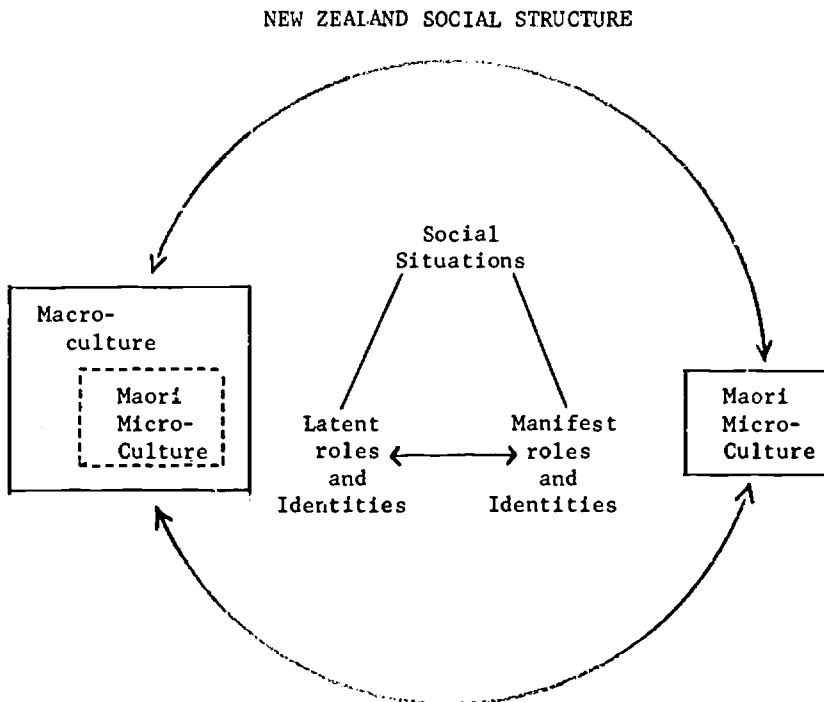 NEW ZEALAND SOCIAL STRUCTURE
Social
Situations
Macro-
culture
Maori
Micro-
Culture
Latent
roles
and
Identities
Manifest
roles
and
Identities
Maori
Micro-
Culture